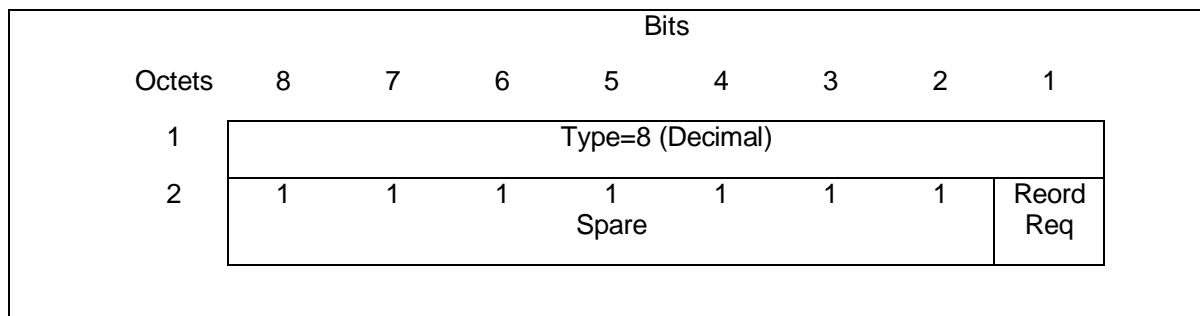 Bits
Octets 8 7 6 5 4 3 2 1
1 Type=8 (Decimal)
2 1 1 1 1 1 1 1 Reord
Spare Req